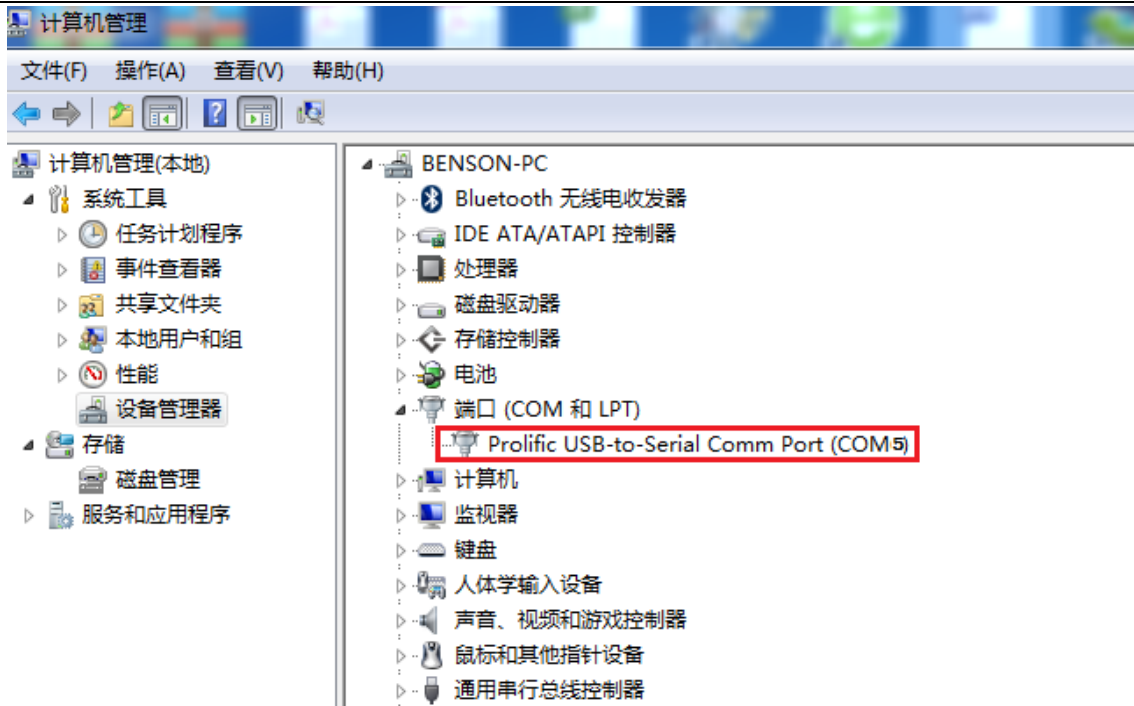 计算机管理
文件(F) 操作(A) 查看(V) 帮助(H)
计算机管理(本地)
系统工具
任务计划程序
事件查看器
共享文件夹
本地用户和组
性能
设备管理器
存储
磁盘管理
服务和应用程序
BENSON-PC
Bluetooth 无线电收发器
IDE ATA/ATAPI 控制器
处理器
磁盘驱动器
存储控制器
电池
端口 (COM 和 LPT)
Prolific USB-to-Serial Comm Port (COM5)
计算机
监视器
键盘
人体学输入设备
声音、视频和游戏控制器
鼠标和其他指针设备
通用串行总线控制器